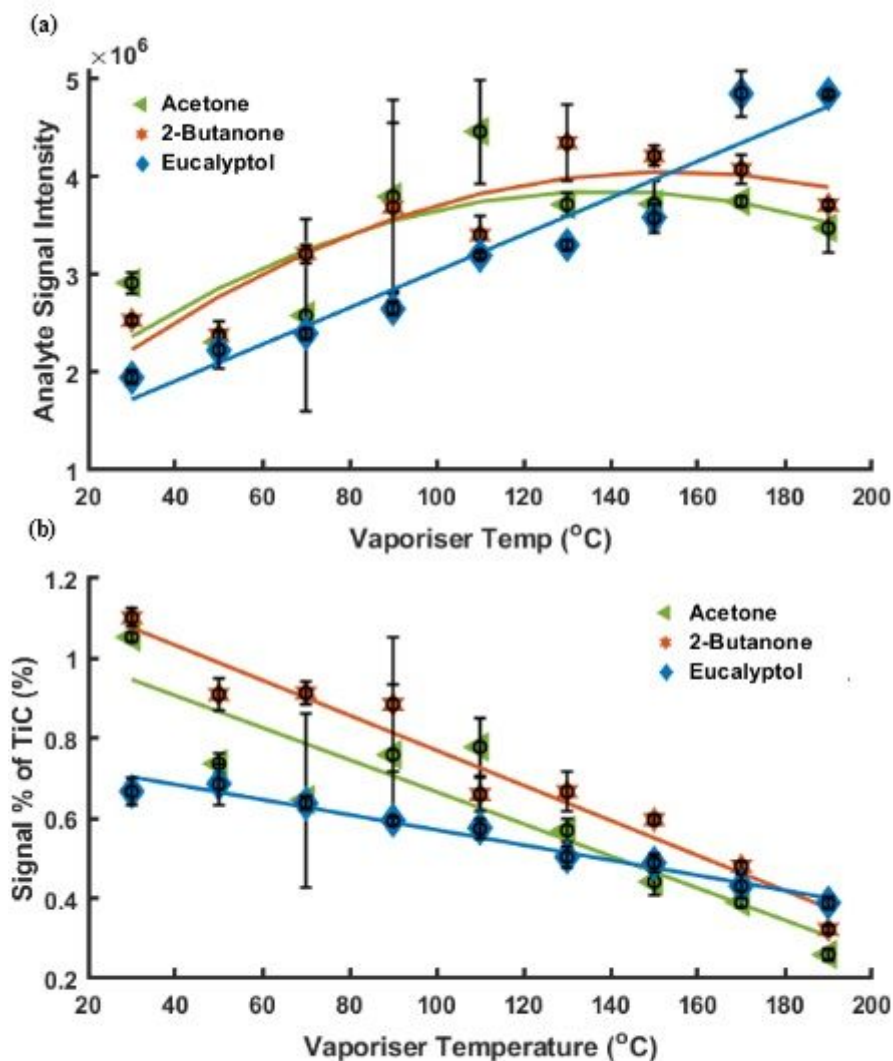 (a)
×10⁶
5
4
3
2
1
Analyte Signal Intensity
Acetone
2-Butanone
Eucalyptol
20 40 60 80 100 120 140 160 180 200
Vaporiser Temp (°C)
(b)
1.2
1
0.8
0.6
0.4
0.2
Signal % of TiC (%)
Acetone
2-Butanone
Eucalyptol
20 40 60 80 100 120 140 160 180 200
Vaporiser Temperature (°C)